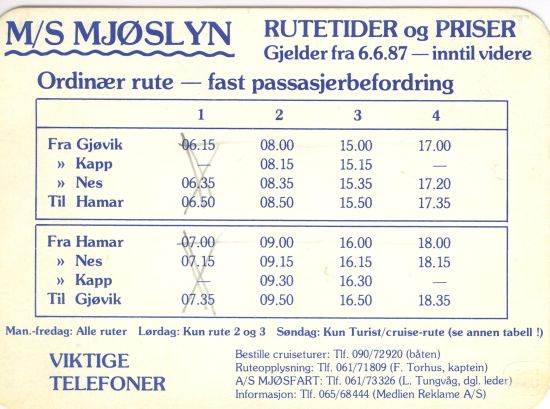 M/S MJØSLYN RUTETIDER og PRISER
Gjelder fra 6.6.87 — inntil videre
Ordinær rute — fast passasjerbefordring
1 2 3 4
Fra Gjøvik 06.15 08.00 15.00 17.00
» Kapp — 08.15 15.15 —
» Nes 06.35 08.35 15.35 17.20
Til Hamar 06.50 08.50 15.50 17.35
Fra Hamar 07.00 09.00 16.00 18.00
» Nes 07.15 09.15 16.15 18.15
» Kapp — 09.30 16.30 —
Til Gjøvik 07.35 09.50 16.50 18.35
Man.-fredag: Alle ruter Lørdag: Kun rute 2 og 3 Søndag: Kun Turist/cruise-rute (se annen tabell !)
VIKTIGE
TELEFONER
Bestille cruiseturer: Tlf. 090/72920 (båten)
Ruteopplysning: Tlf. 061/71809 (F. Torhus, kaptein)
A/S MJØSFART: Tlf. 061/73326 (L. Tungvåg, dgl. leder)
Informasjon: Tlf. 065/68444 (Medlien Reklame A/S)